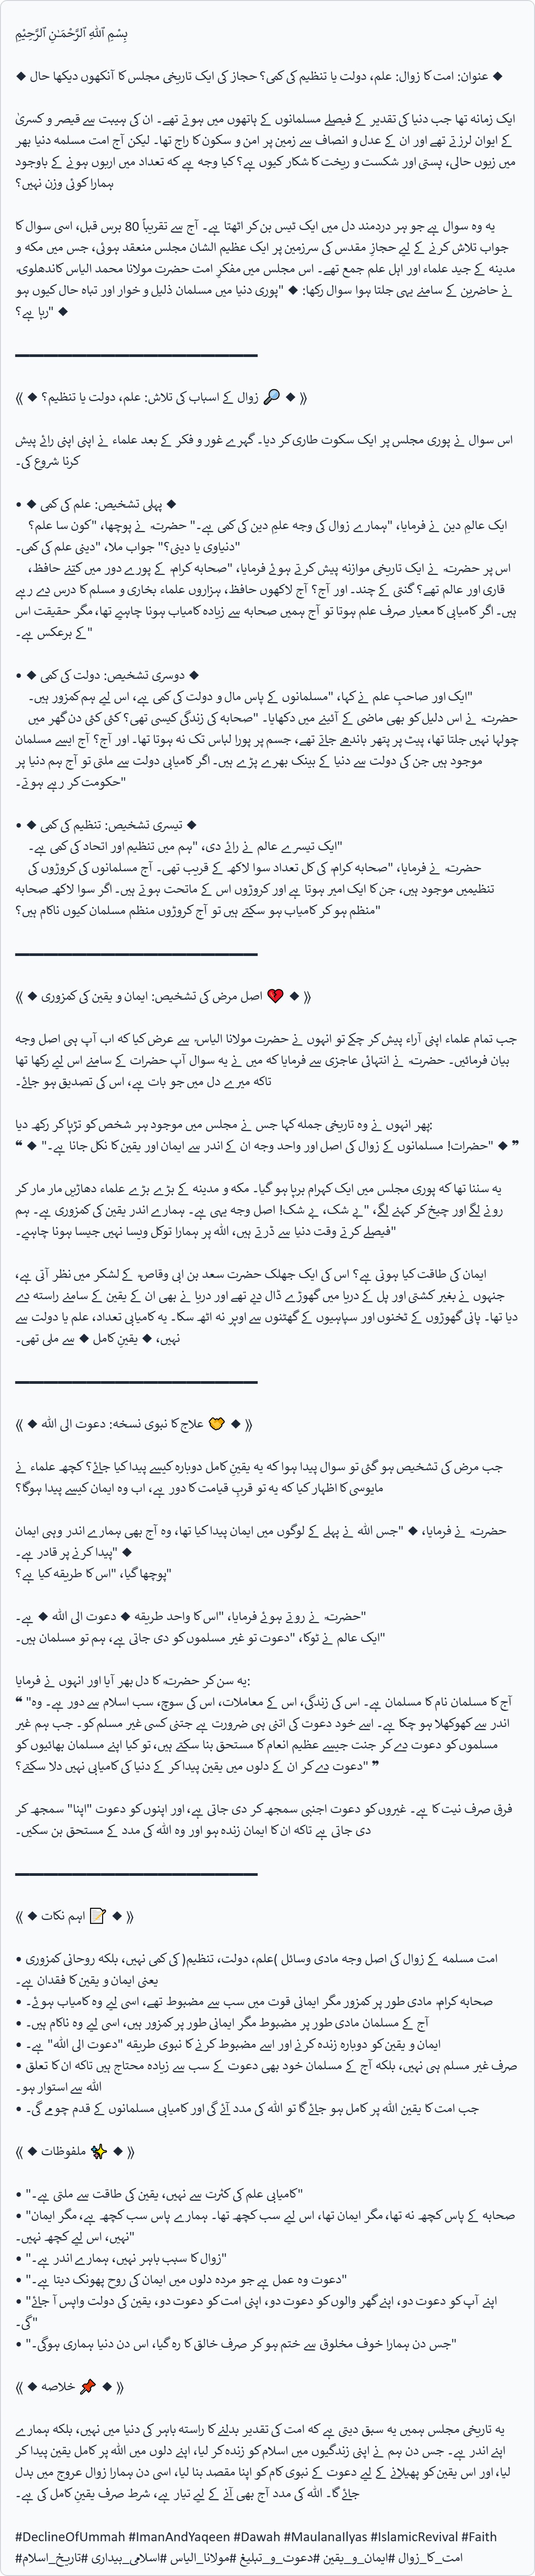 بِسْمِ ٱللهِ ٱلرَّحْمَـٰنِ ٱلرَّحِيْمِ
◆ عنوان: امت کا زوال: علم، دولت یا تنظیم کی کمی؟ حجاز کی ایک تاریخی مجلس کا آنکھوں دیکھا حال ◆
ایک زمانہ تھا جب دنیا کی تقدیر کے فیصلے مسلمانوں کے ہاتھوں میں ہوتے تھے۔ ان کی ہیبت سے قیصر و کسریٰ
کے ایوان لرزتے تھے اور ان کے عدل و انصاف سے زمین پر امن و سکون کا راج تھا۔ لیکن آج امت مسلمہ دنیا بھر
میں زبوں حالی، پستی اور شکست و ریخت کا شکار کیوں ہے؟ کیا وجہ ہے کہ تعداد میں اربوں ہونے کے باوجود
ہمارا کوئی وزن نہیں؟
یہ وہ سوال ہے جو ہر دردمند دل میں ایک ٹیس بن کر اٹھتا ہے۔ آج سے تقریباً 80 برس قبل، اسی سوال کا
جواب تلاش کرنے کے لیے حجازِ مقدس کی سرزمین پر ایک عظیم الشان مجلس منعقد ہوئی، جس میں مکہ و
مدینہ کے جید علماء اور اہل علم جمع تھے۔ اس مجلس میں مفکرِ امت حضرت مولانا محمد الیاس کاندھلویؒ
نے حاضرین کے سامنے یہی جلتا ہوا سوال رکھا: ◆ "پوری دنیا میں مسلمان ذلیل و خوار اور تباہ حال کیوں ہو
رہا ہے؟" ◆
━━━━━━━━━━━━━━━━━━━━
⟪ ◆ زوال کے اسباب کی تلاش: علم، دولت یا تنظیم؟ 🔎 ◆ ⟫
اس سوال نے پوری مجلس پر ایک سکوت طاری کر دیا۔ گہرے غور و فکر کے بعد علماء نے اپنی اپنی رائے پیش
کرنا شروع کی۔
• ◆ پہلی تشخیص: علم کی کمی ◆
ایک عالمِ دین نے فرمایا، "ہمارے زوال کی وجہ علمِ دین کی کمی ہے۔" حضرتؒ نے پوچھا، "کون سا علم؟
دنیاوی یا دینی؟" جواب ملا، "دینی علم کی کمی۔"
اس پر حضرتؒ نے ایک تاریخی موازنہ پیش کرتے ہوئے فرمایا، "صحابہ کرامؓ کے پورے دور میں کتنے حافظ،
قاری اور عالم تھے؟ گنتی کے چند۔ اور آج؟ آج لاکھوں حافظ، ہزاروں علماء بخاری و مسلم کا درس دے رہے
ہیں۔ اگر کامیابی کا معیار صرف علم ہوتا تو آج ہمیں صحابہ سے زیادہ کامیاب ہونا چاہیے تھا، مگر حقیقت اس
کے برعکس ہے۔"
• ◆ دوسری تشخیص: دولت کی کمی ◆
ایک اور صاحبِ علم نے کہا، "مسلمانوں کے پاس مال و دولت کی کمی ہے، اس لیے ہم کمزور ہیں۔"
حضرتؒ نے اس دلیل کو بھی ماضی کے آئینے میں دکھایا۔ "صحابہ کی زندگی کیسی تھی؟ کئی کئی دن گھر میں
چولہا نہیں جلتا تھا، پیٹ پر پتھر باندھے جاتے تھے، جسم پر پورا لباس تک نہ ہوتا تھا۔ اور آج؟ آج ایسے مسلمان
موجود ہیں جن کی دولت سے دنیا کے بینک بھرے پڑے ہیں۔ اگر کامیابی دولت سے ملتی تو آج ہم دنیا پر
حکومت کر رہے ہوتے۔"
• ◆ تیسری تشخیص: تنظیم کی کمی ◆
ایک تیسرے عالم نے رائے دی، "ہم میں تنظیم اور اتحاد کی کمی ہے۔"
حضرتؒ نے فرمایا، "صحابہ کرامؓ کی کل تعداد سوا لاکھ کے قریب تھی۔ آج مسلمانوں کی کروڑوں کی
تنظیمیں موجود ہیں، جن کا ایک امیر ہوتا ہے اور کروڑوں اس کے ماتحت ہوتے ہیں۔ اگر سوا لاکھ صحابہ
منظم ہو کر کامیاب ہو سکتے ہیں تو آج کروڑوں منظم مسلمان کیوں ناکام ہیں؟"
━━━━━━━━━━━━━━━━━━━━
⟪ ◆ اصل مرض کی تشخیص: ایمان و یقین کی کمزوری 💔 ◆ ⟫
جب تمام علماء اپنی آراء پیش کر چکے تو انہوں نے حضرت مولانا الیاسؒ سے عرض کیا کہ اب آپ ہی اصل وجہ
بیان فرمائیں۔ حضرتؒ نے انتہائی عاجزی سے فرمایا کہ میں نے یہ سوال آپ حضرات کے سامنے اس لیے رکھا تھا
تاکہ میرے دل میں جو بات ہے، اس کی تصدیق ہو جائے۔
پھر انہوں نے وہ تاریخی جملہ کہا جس نے مجلس میں موجود ہر شخص کو تڑپا کر رکھ دیا:
❝ ◆ "حضرات! مسلمانوں کے زوال کی اصل اور واحد وجہ ان کے اندر سے ایمان اور یقین کا نکل جانا ہے۔" ◆ ❞
یہ سننا تھا کہ پوری مجلس میں ایک کہرام برپا ہو گیا۔ مکہ و مدینہ کے بڑے بڑے علماء دھاڑیں مار مار کر
رونے لگے اور چیخ کر کہنے لگے، "بے شک، بے شک! اصل وجہ یہی ہے۔ ہمارے اندر یقین کی کمزوری ہے۔ ہم
فیصلے کرتے وقت دنیا سے ڈرتے ہیں، اللہ پر ہمارا توکل ویسا نہیں جیسا ہونا چاہیے۔"
ایمان کی طاقت کیا ہوتی ہے؟ اس کی ایک جھلک حضرت سعد بن ابی وقاصؓ کے لشکر میں نظر آتی ہے،
جنہوں نے بغیر کشتی اور پل کے دریا میں گھوڑے ڈال دیے تھے اور دریا نے بھی ان کے یقین کے سامنے راستہ دے
دیا تھا۔ پانی گھوڑوں کے ٹخنوں اور سپاہیوں کے گھٹنوں سے اوپر نہ اٹھ سکا۔ یہ کامیابی تعداد، علم یا دولت سے
نہیں، ◆ یقینِ کامل ◆ سے ملی تھی۔
━━━━━━━━━━━━━━━━━━━━
⟪ ◆ علاج کا نبوی نسخہ: دعوت الی اللہ 🍯 ◆ ⟫
جب مرض کی تشخیص ہو گئی تو سوال پیدا ہوا کہ یہ یقینِ کامل دوبارہ کیسے پیدا کیا جائے؟ کچھ علماء نے
مایوسی کا اظہار کیا کہ یہ تو قربِ قیامت کا دور ہے، اب وہ ایمان کیسے پیدا ہوگا؟
حضرتؒ نے فرمایا، ◆ "جس اللہ نے پہلے کے لوگوں میں ایمان پیدا کیا تھا، وہ آج بھی ہمارے اندر وہی ایمان
پیدا کرنے پر قادر ہے۔" ◆
پوچھا گیا، "اس کا طریقہ کیا ہے؟"
حضرتؒ نے روتے ہوئے فرمایا، "اس کا واحد طریقہ ◆ دعوت الی اللہ ◆ ہے۔"
ایک عالم نے ٹوکا، "دعوت تو غیر مسلموں کو دی جاتی ہے، ہم تو مسلمان ہیں۔"
یہ سن کر حضرتؒ کا دل بھر آیا اور انہوں نے فرمایا:
❝ "آج کا مسلمان نام کا مسلمان ہے۔ اس کی زندگی، اس کے معاملات، اس کی سوچ، سب اسلام سے دور ہے۔ وہ
اندر سے کھوکھلا ہو چکا ہے۔ اسے خود دعوت کی اتنی ہی ضرورت ہے جتنی کسی غیر مسلم کو۔ جب ہم غیر
مسلموں کو دعوت دے کر جنت جیسے عظیم انعام کا مستحق بنا سکتے ہیں، تو کیا اپنے مسلمان بھائیوں کو
دعوت دے کر ان کے دلوں میں یقین پیدا کر کے دنیا کی کامیابی نہیں دلا سکتے؟" ❞
فرق صرف نیت کا ہے۔ غیروں کو دعوت اجنبی سمجھ کر دی جاتی ہے، اور اپنوں کو دعوت "اپنا" سمجھ کر
دی جاتی ہے تاکہ ان کا ایمان زندہ ہو اور وہ اللہ کی مدد کے مستحق بن سکیں۔
━━━━━━━━━━━━━━━━━━━━
⟪ ◆ اہم نکات 📝 ◆ ⟫
• امت مسلمہ کے زوال کی اصل وجہ مادی وسائل (علم، دولت، تنظیم) کی کمی نہیں، بلکہ روحانی کمزوری
یعنی ایمان و یقین کا فقدان ہے۔
• صحابہ کرامؓ مادی طور پر کمزور مگر ایمانی قوت میں سب سے مضبوط تھے، اسی لیے وہ کامیاب ہوئے۔
• آج کے مسلمان مادی طور پر مضبوط مگر ایمانی طور پر کمزور ہیں، اسی لیے وہ ناکام ہیں۔
• ایمان و یقین کو دوبارہ زندہ کرنے اور اسے مضبوط کرنے کا نبوی طریقہ "دعوت الی اللہ" ہے۔
• صرف غیر مسلم ہی نہیں، بلکہ آج کے مسلمان خود بھی دعوت کے سب سے زیادہ محتاج ہیں تاکہ ان کا تعلق
اللہ سے استوار ہو۔
• جب امت کا یقین اللہ پر کامل ہو جائے گا تو اللہ کی مدد آئے گی اور کامیابی مسلمانوں کے قدم چومے گی۔
⟪ ◆ ملفوظات ✨ ◆ ⟫
• "کامیابی علم کی کثرت سے نہیں، یقین کی طاقت سے ملتی ہے۔"
• "صحابہ کے پاس کچھ نہ تھا، مگر ایمان تھا، اس لیے سب کچھ تھا۔ ہمارے پاس سب کچھ ہے، مگر ایمان
نہیں، اس لیے کچھ نہیں۔"
• "زوال کا سبب باہر نہیں، ہمارے اندر ہے۔"
• "دعوت وہ عمل ہے جو مردہ دلوں میں ایمان کی روح پھونک دیتا ہے۔"
• "اپنے آپ کو دعوت دو، اپنے گھر والوں کو دعوت دو، اپنی امت کو دعوت دو، یقین کی دولت واپس آ جائے
گی۔"
• "جس دن ہمارا خوف مخلوق سے ختم ہو کر صرف خالق کا رہ گیا، اس دن دنیا ہماری ہوگی۔"
⟪ ◆ خلاصہ 📌 ◆ ⟫
یہ تاریخی مجلس ہمیں یہ سبق دیتی ہے کہ امت کی تقدیر بدلنے کا راستہ باہر کی دنیا میں نہیں، بلکہ ہمارے
اپنے اندر ہے۔ جس دن ہم نے اپنی زندگیوں میں اسلام کو زندہ کر لیا، اپنے دلوں میں اللہ پر کامل یقین پیدا کر
لیا، اور اس یقین کو پھیلانے کے لیے دعوت کے نبوی کام کو اپنا مقصد بنا لیا، اسی دن ہمارا زوال عروج میں بدل
جائے گا۔ اللہ کی مدد آج بھی آنے کے لیے تیار ہے، شرط صرف یقینِ کامل کی ہے۔
#DeclineOfUmmah #ImanAndYaqeen #Dawah #MaulanaIlyas #IslamicRevival #Faith
#امت_کا_زوال #ایمان_و_یقین #دعوت_و_تبلیغ #مولانا_الیاس #اسلامی_بیداری #تاریخ_اسلام